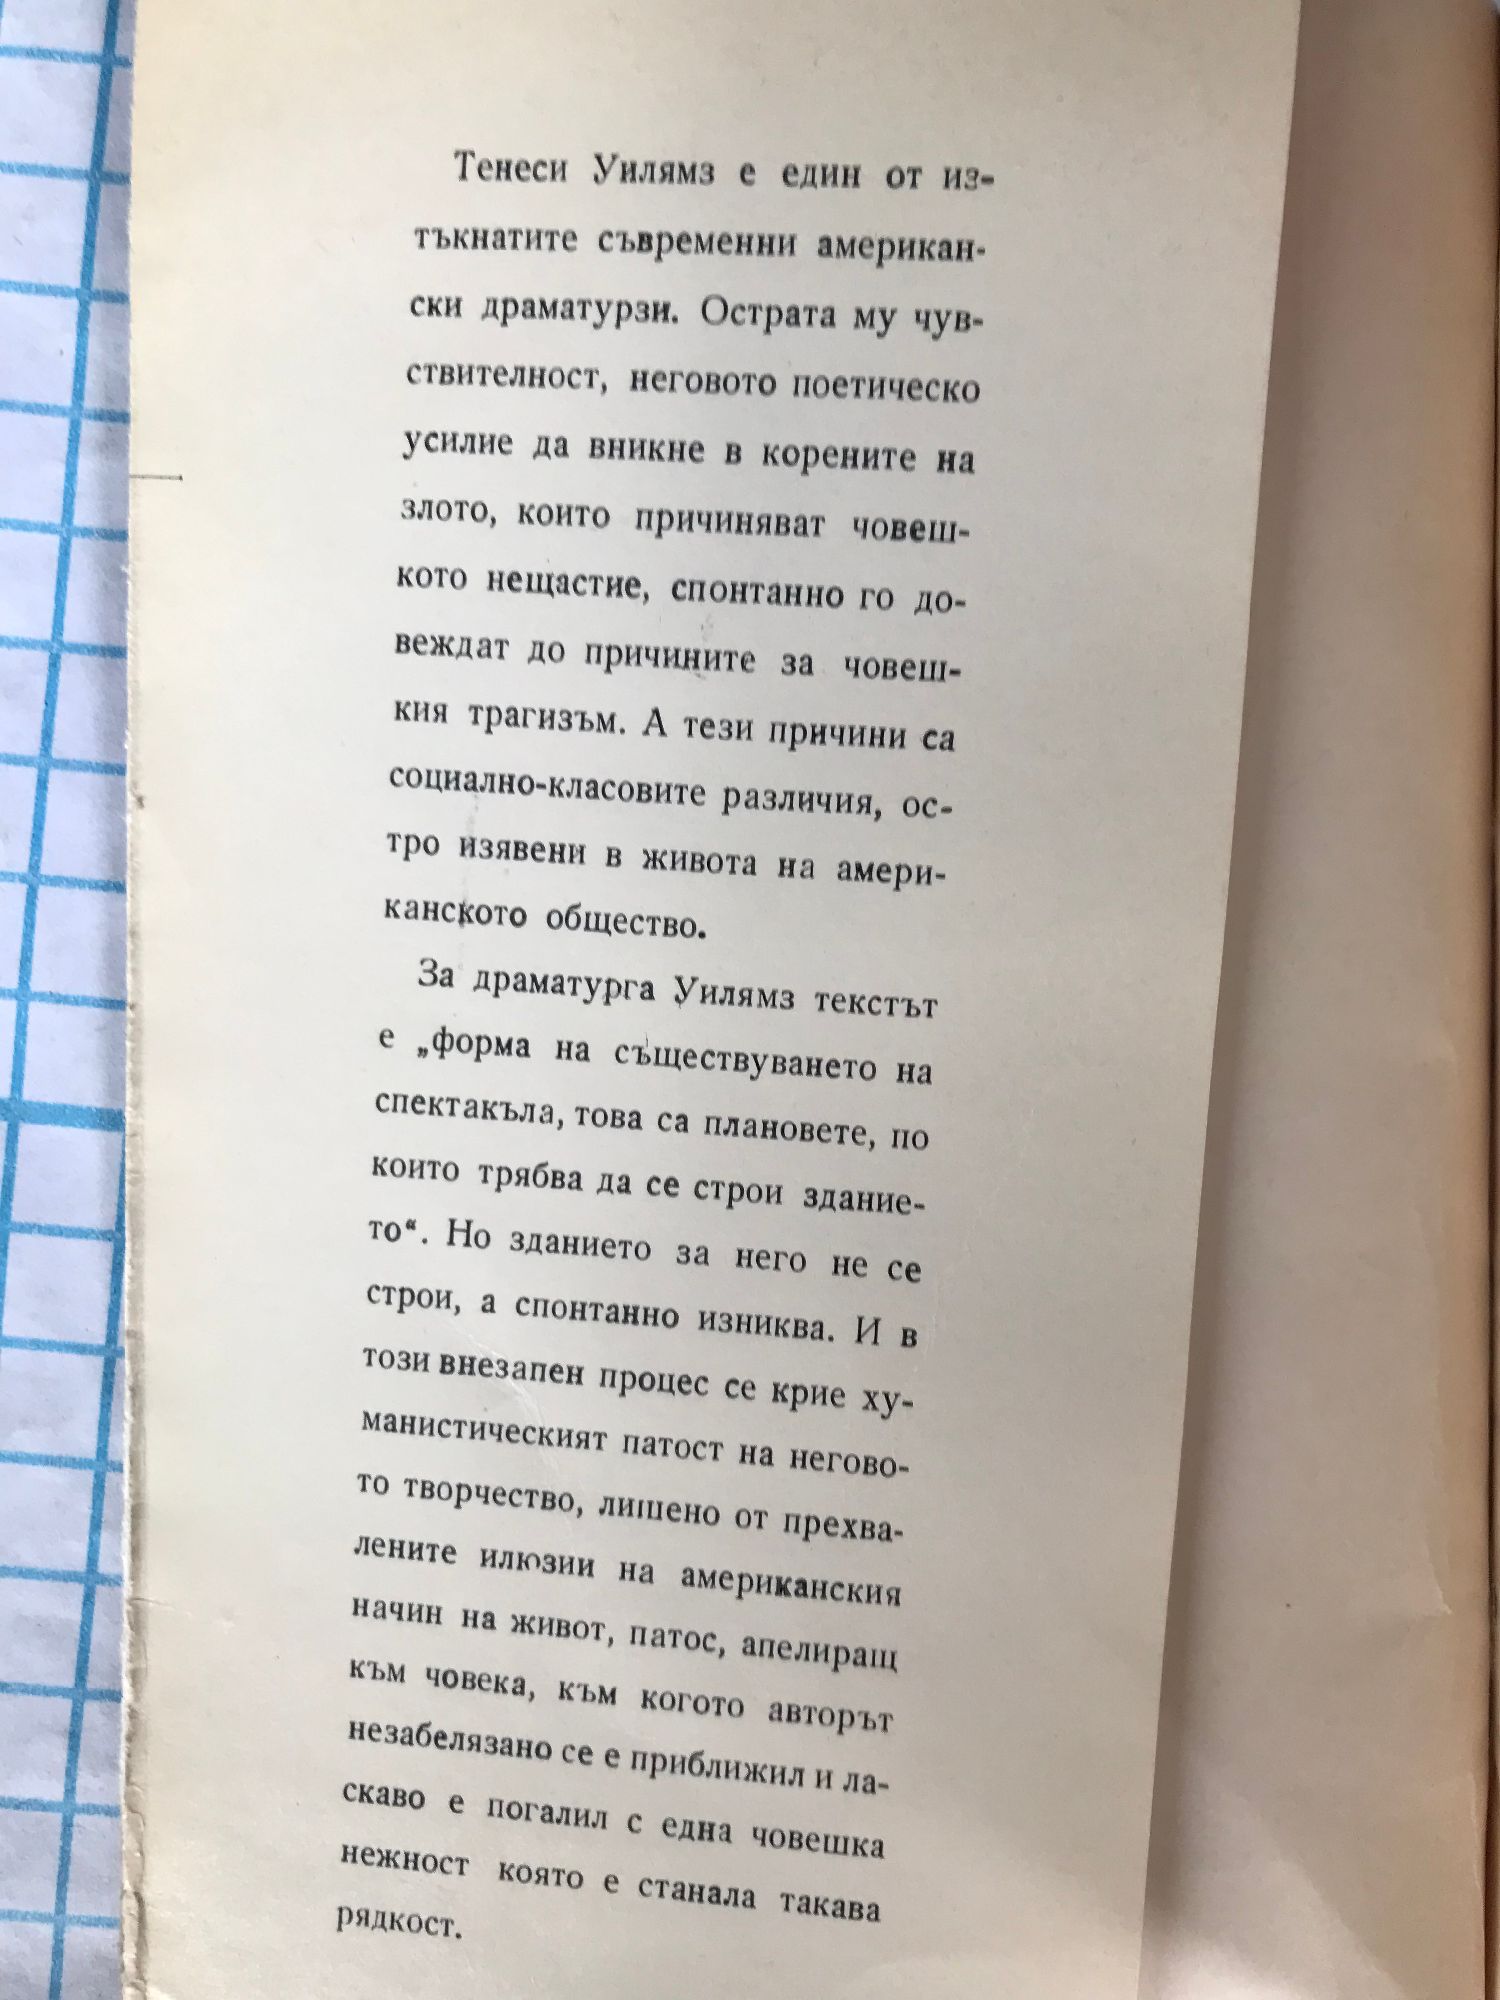 Тенеси Уилямз е един от из-
тъкнатите съвременни американ-
ски драматурзи. Острата му чув-
ствителност, неговото поетическо
усилие да вникне в корените на
злото, които причиняват човеш-
кото нещастие, спонтанно го до-
веждат до причините за човеш-
кия трагизъм. А тези причини са
социално-класовите различия, ос-
тро изявени в живота на амери-
канското общество.
За драматурга Уилямз текстът
е „форма на съществуването на
спектакъла, това са плановете, по
които трябва да се строи здание-
то“. Но зданието за него не се
строи, а спонтанно изниква. И в
този внезапен процес се крие ху-
манистическият патост на негово-
то творчество, лишено от прехва-
лените илюзии на американския
начин на живот, патос, апелиращ
към човека, към когото авторът
незабелязано се е приближил и ла-
скаво е погалил с една човешка
нежност която е станала такава
рядкост.